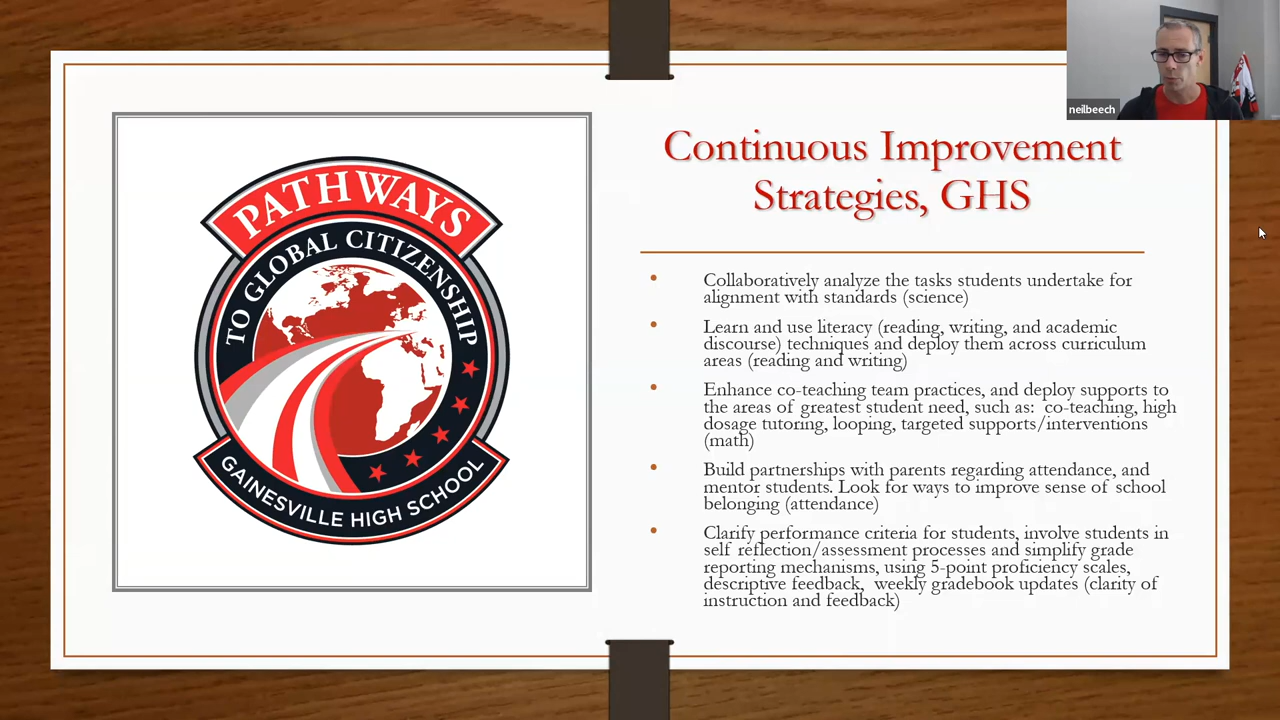 neilbeech
PATHWAYS
TO GLOBAL CITIZENSHIP
GAINESVILLE HIGH SCHOOL
Continuous Improvement
Strategies, GHS
• Collaboratively analyze the tasks students undertake for
alignment with standards (science)
• Learn and use literacy (reading, writing, and academic
discourse) techniques and deploy them across curriculum
areas (reading and writing)
• Enhance co-teaching team practices, and deploy supports to
the areas of greatest student need, such as: co-teaching, high
dosage tutoring, looping, targeted supports/interventions
(math)
• Build partnerships with parents regarding attendance, and
mentor students. Look for ways to improve sense of school
belonging (attendance)
• Clarify performance criteria for students, involve students in
self reflection/assessment processes and simplify grade
reporting mechanisms, using 5-point proficiency scales,
descriptive feedback, weekly gradebook updates (clarity of
instruction and feedback)